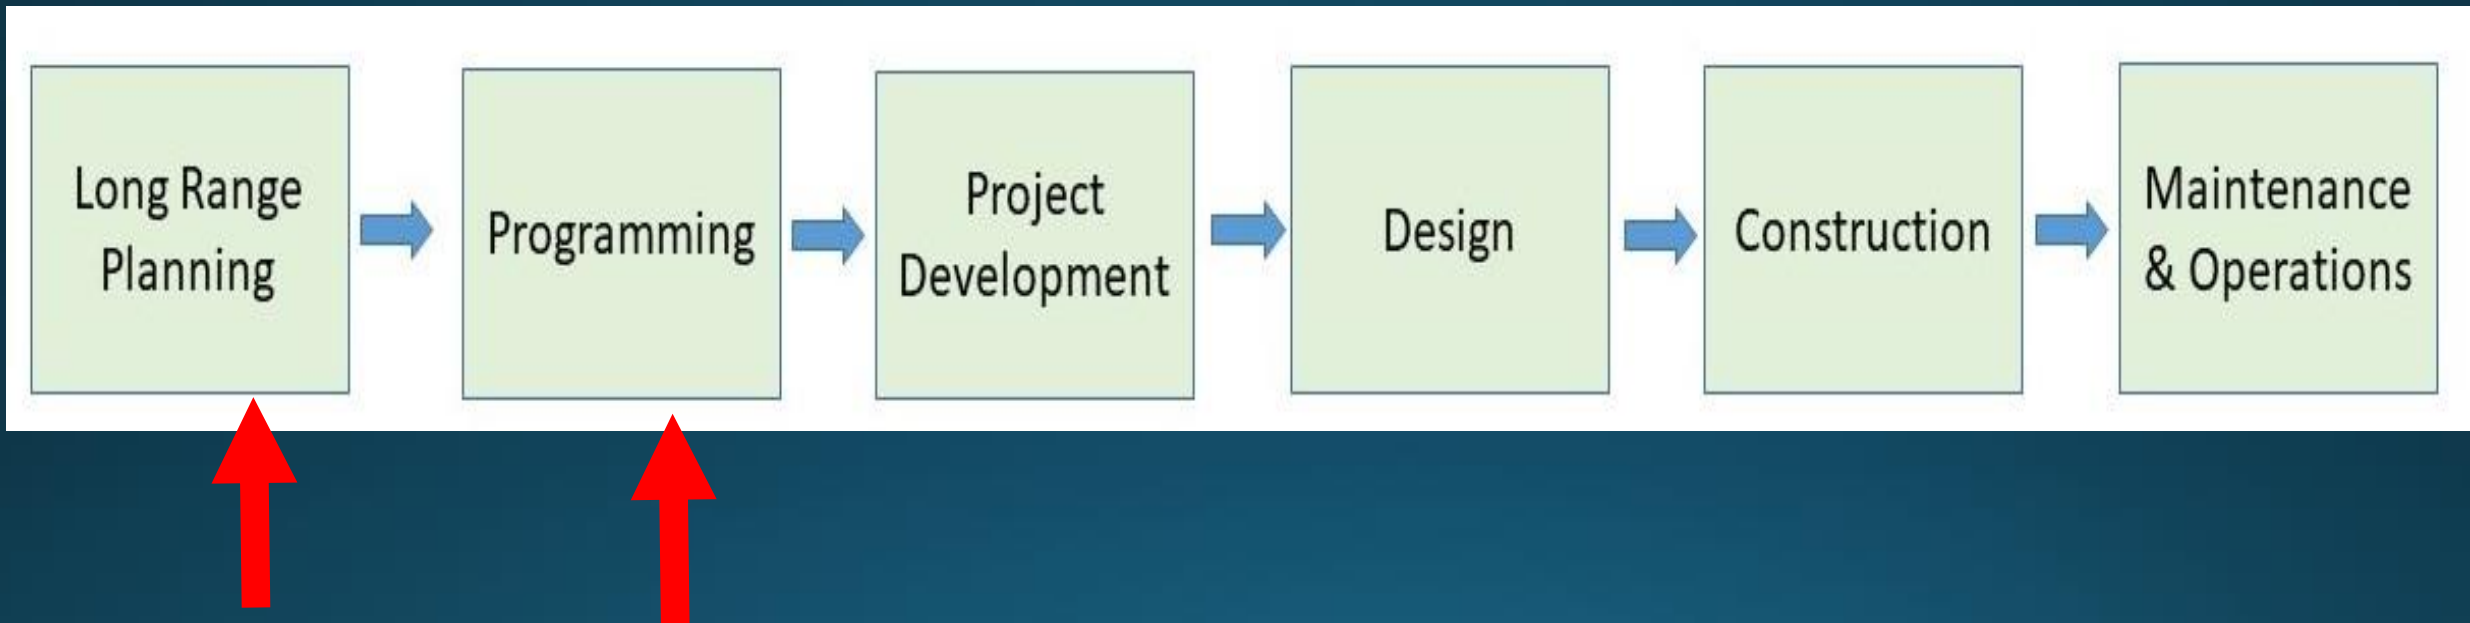 Long Range
Planning
Programming
Project
Development
Design
Construction
Maintenance
& Operations